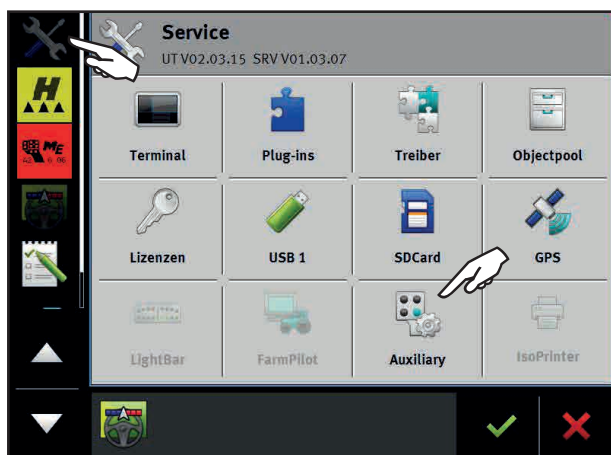 Service
UT V02.03.15 SRV V01.03.07
H
ME
Terminal
Plug-ins
Treiber
Objectpool
Lizenzen
USB 1
SDCard
GPS
LightBar
FarmPilot
Auxiliary
IsoPrinter